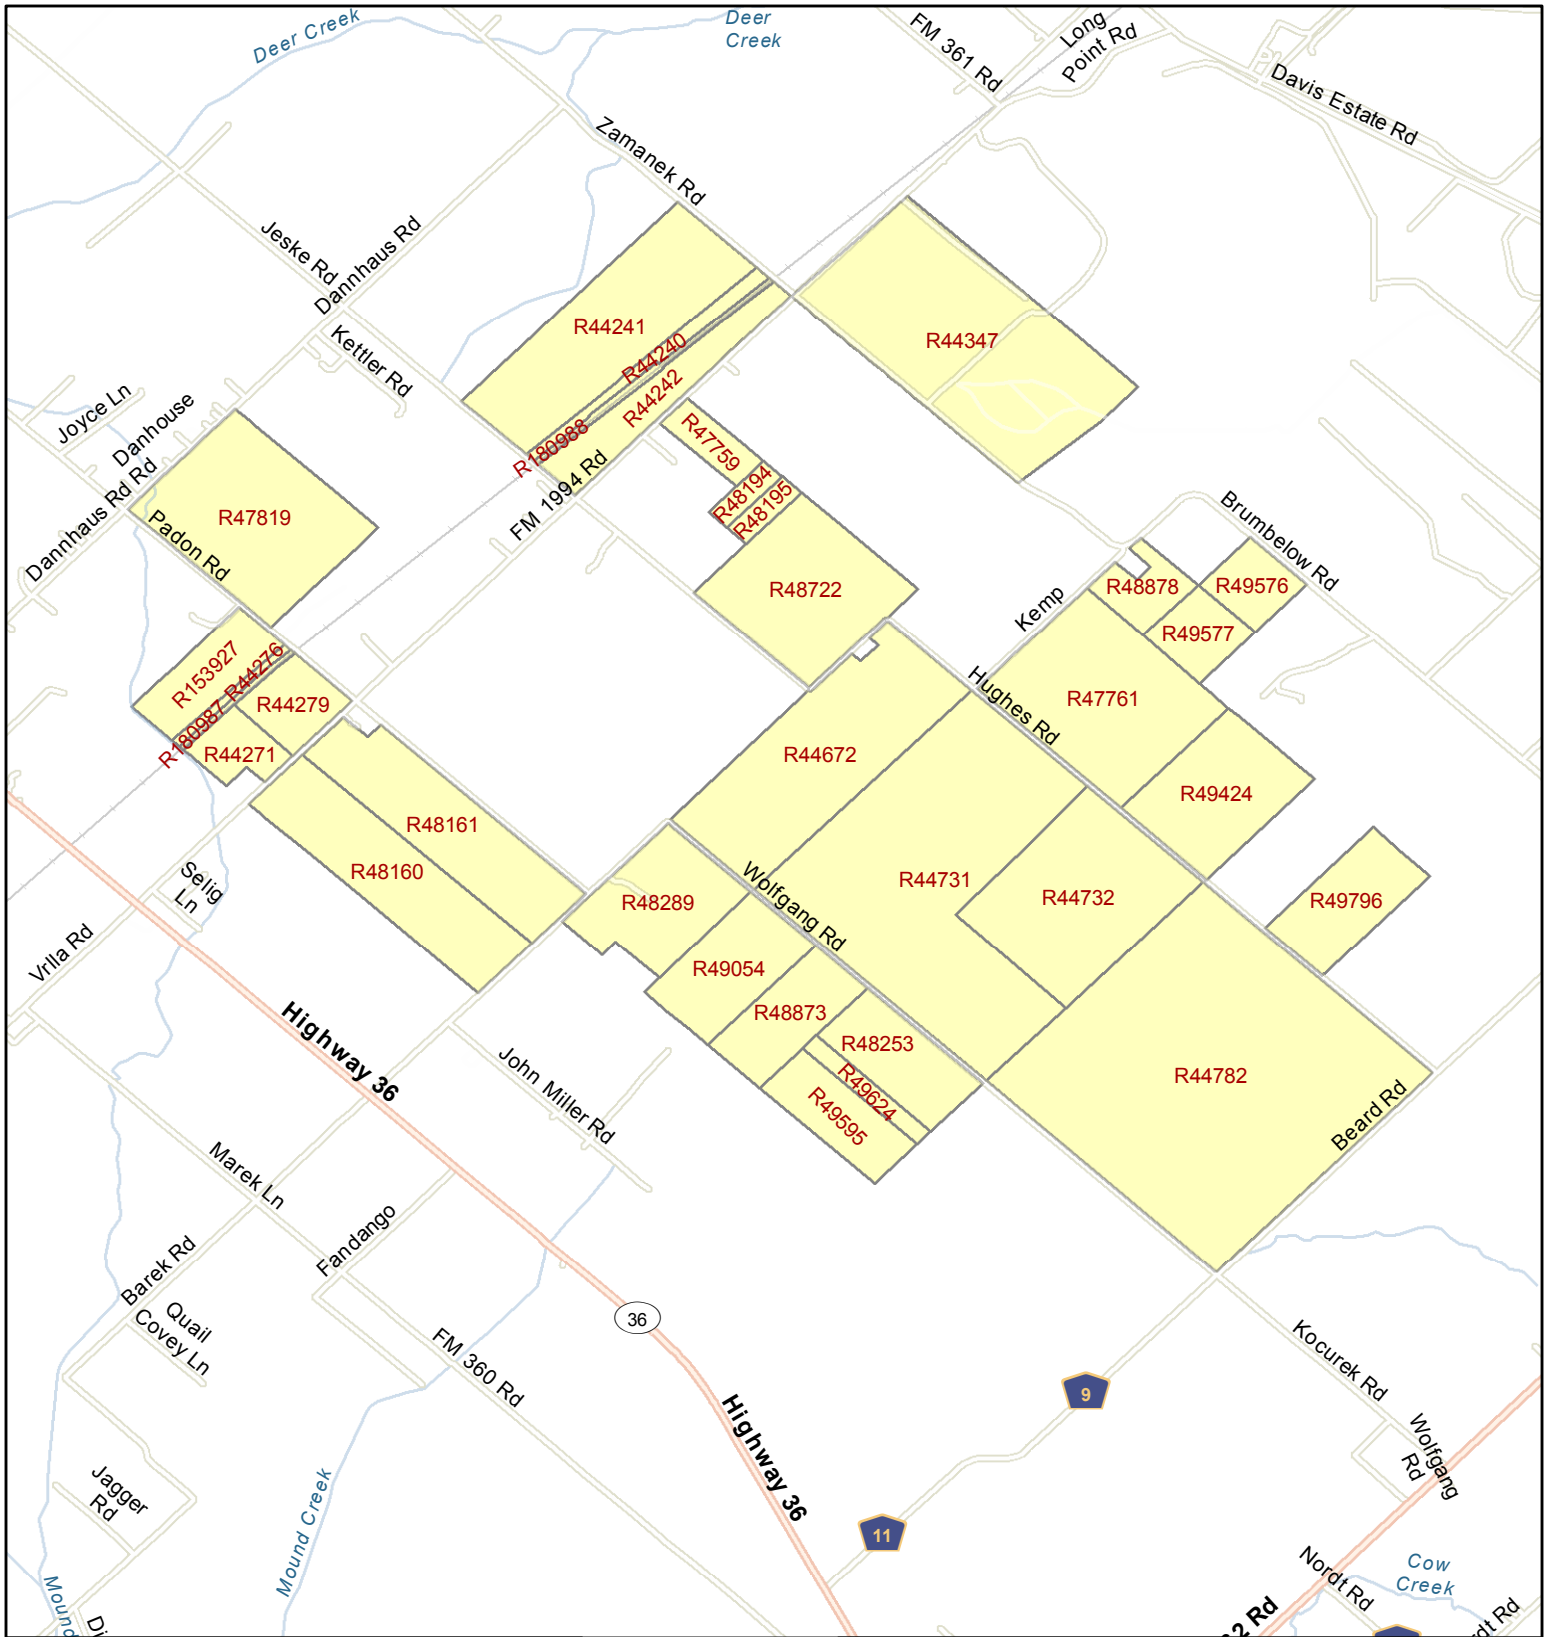 Deer Creek
Deer
Creek
FM 361 Rd
Long
Point Rd
Davis Estate Rd
Zamanek Rd
Jeske Rd
Dannhaus Rd
Kettler Rd
R44241
R44240
R44242
R180988
R44347
Joyce Ln
Danhouse
Rd
Dannhaus Rd
R47819
Padon Rd
FM 1994 Rd
R47759
R48194
R48195
R48722
Brumbelow Rd
Kemp
R48878
R49576
R49577
R153927
R44276
R180987
R44279
R44271
Hughes Rd
R47761
R44672
R49424
R48161
R48160
Selig
Ln
Vrlla Rd
R48289
Wolfgang Rd
R44731
R44732
R49796
R49054
R48873
R48253
R49624
R49595
R44782
Beard Rd
Highway 36
John Miller Rd
Marek Ln
Fandango
Barek Rd
Quail
Covey Ln
36
FM 360 Rd
Highway 36
9
Kocurek Rd
Wolfgang
Rd
Jagger
Rd
Mound Creek
11
Nordt Rd
Cow
Creek
Mound
Di
2 Rd
rdt Rd